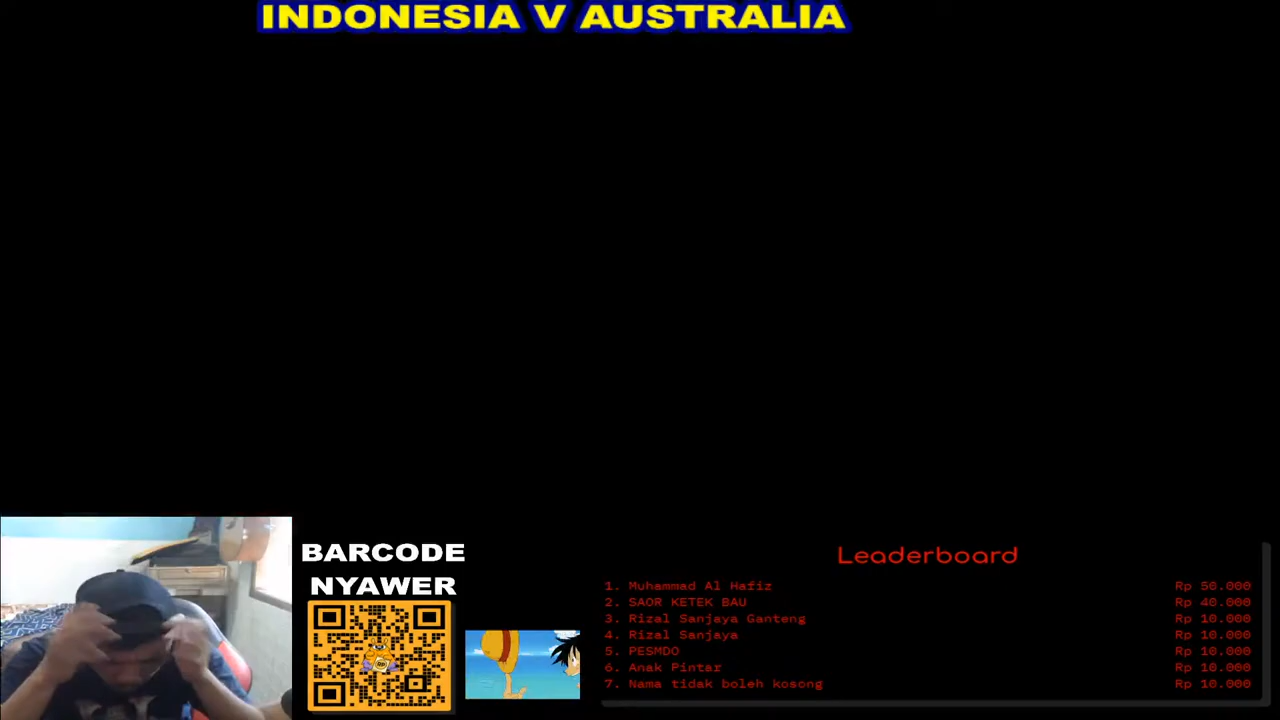 INDONESIA V AUSTRALIA
BARCODE
NYAWER
Leaderboard
1. Muhammad Al Hafiz Rp 50.000
2. SAOR KETEK BAU Rp 40.000
3. Rizal Sanjaya Ganteng Rp 10.000
4. Rizal Sanjaya Rp 10.000
5. PESMDO Rp 10.000
6. Anak Pintar Rp 10.000
7. Nama tidak boleh kosong Rp 10.000